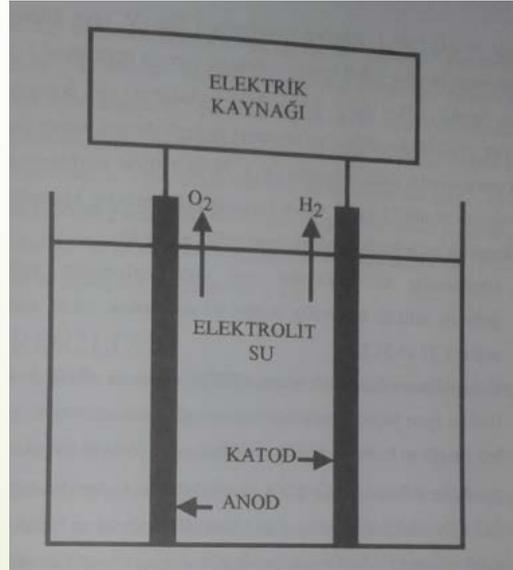 ELEKTRİK
KAYNAĞI
O2
H2
ELEKTROLİT
SU
KATOD
ANOD